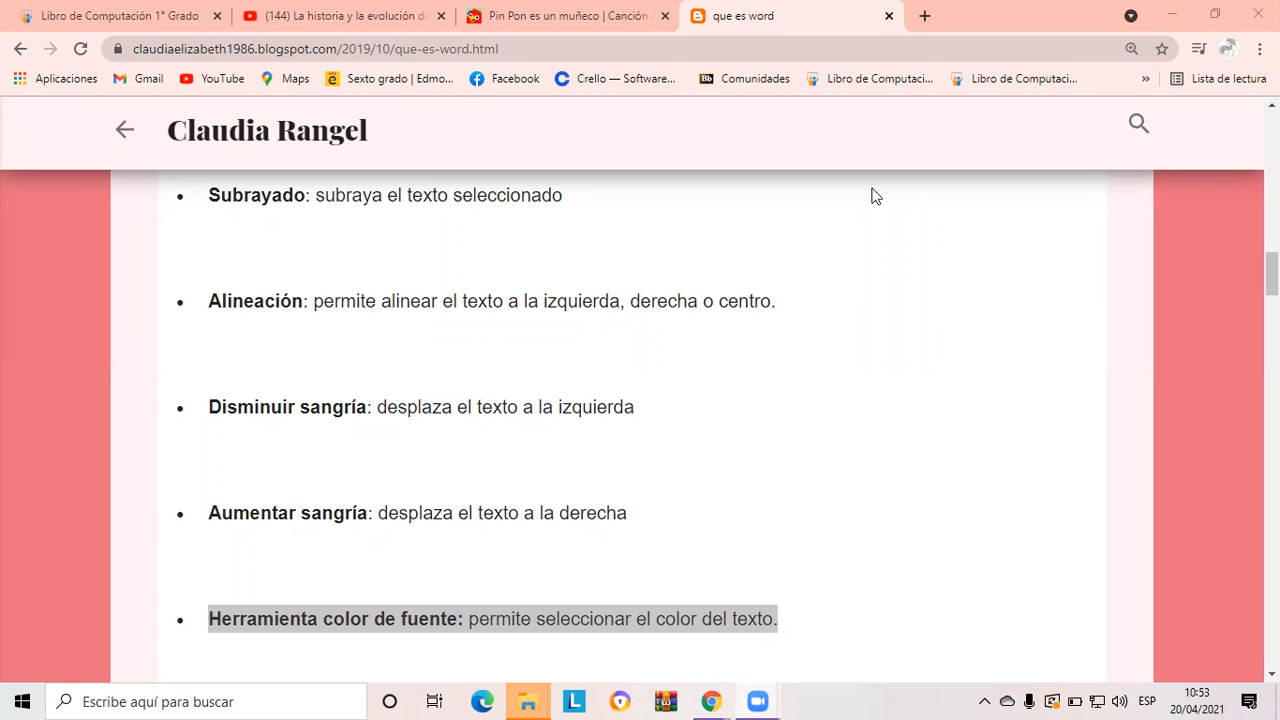 Libro de Computación 1° Grado
(144) La historia y la evolución d
Pin Pon es un muñeco | Canción
que es word
claudiaelizabeth1986.blogspot.com/2019/10/que-es-word.html
Aplicaciones
Gmail
YouTube
Maps
Sexto grado | Edmo...
Facebook
Crello — Software...
Bb Comunidades
Libro de Computaci...
Libro de Computaci...
»
Lista de lectura
Claudia Rangel
• Subrayado: subraya el texto seleccionado
• Alineación: permite alinear el texto a la izquierda, derecha o centro.
• Disminuir sangría: desplaza el texto a la izquierda
• Aumentar sangría: desplaza el texto a la derecha
• Herramienta color de fuente: permite seleccionar el color del texto.
Escribe aquí para buscar
L
ESP
10:53
20/04/2021